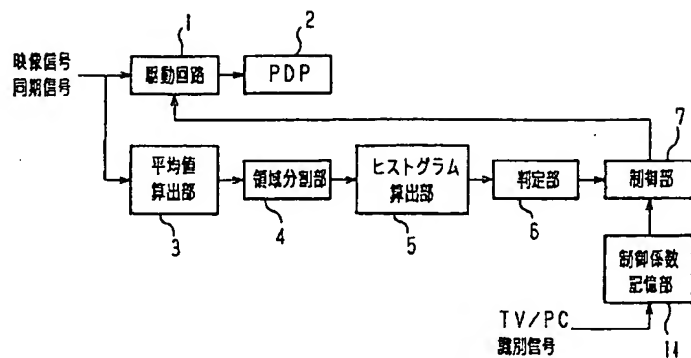 1
2
映像信号
同期信号
駆動回路
PDP
7
平均値
算出部
領域分割部
ヒストグラム
算出部
判定部
制御部
3
4
5
6
制御係数
記憶部
TV/PC
識別信号
11